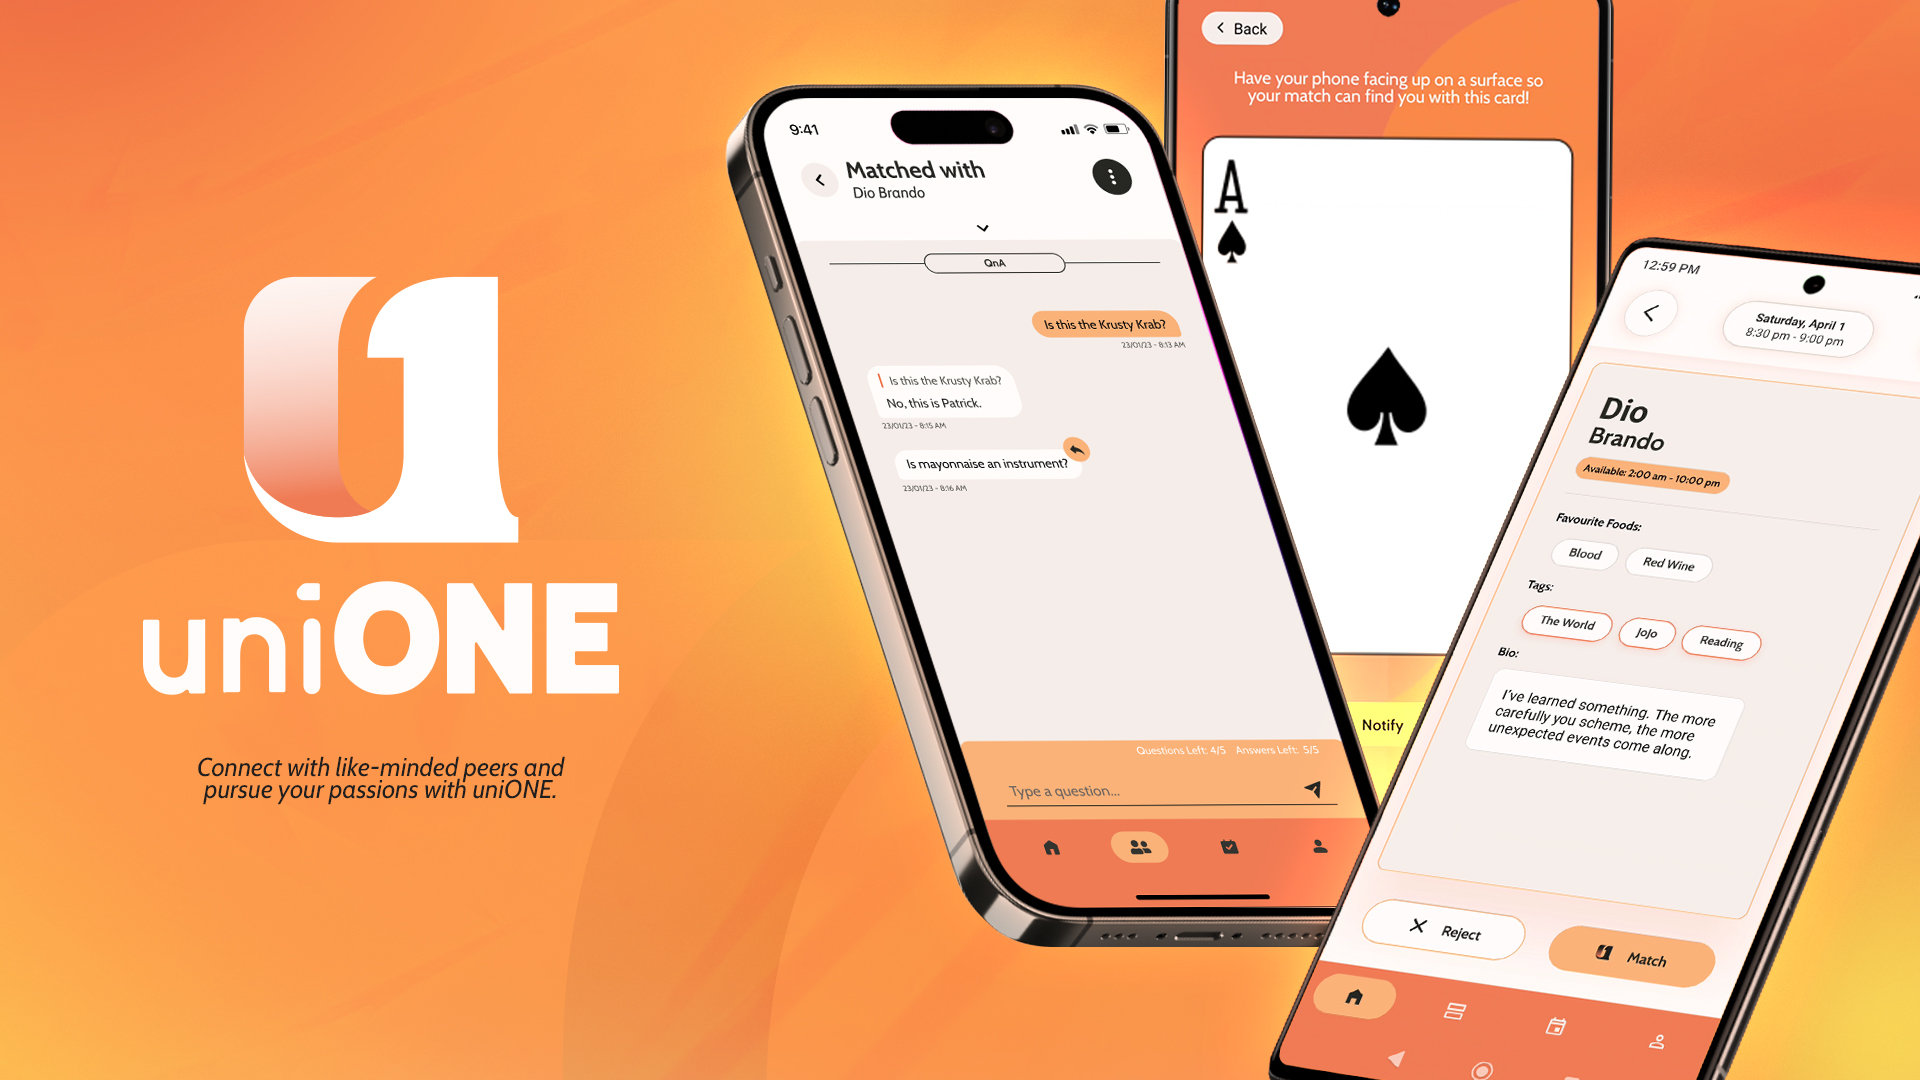 uniONE
Connect with like-minded peers and
pursue your passions with uniONE.
9:41
Matched with
Dio Brando
QnA
Is this the Krusty Krab?
23/01/23 - 8:13 AM
Is this the Krusty Krab?
No, this is Patrick.
23/01/23 - 8:15 AM
Is mayonnaise an instrument?
23/01/23 - 8:16 AM
Questions Left: 4/5 Answers Left: 5/5
Type a question...
Back
Have your phone facing up on a surface so
your match can find you with this card!
A
Notify
12:59 PM
Saturday, April 1
8:30 pm - 9:00 pm
Dio
Brando
Available: 2:00 am - 10:00 pm
Favourite Foods:
Blood Red Wine
Tags:
The World JoJo Reading
Bio:
I've learned something. The more
carefully you scheme, the more
unexpected events come along.
Reject Match